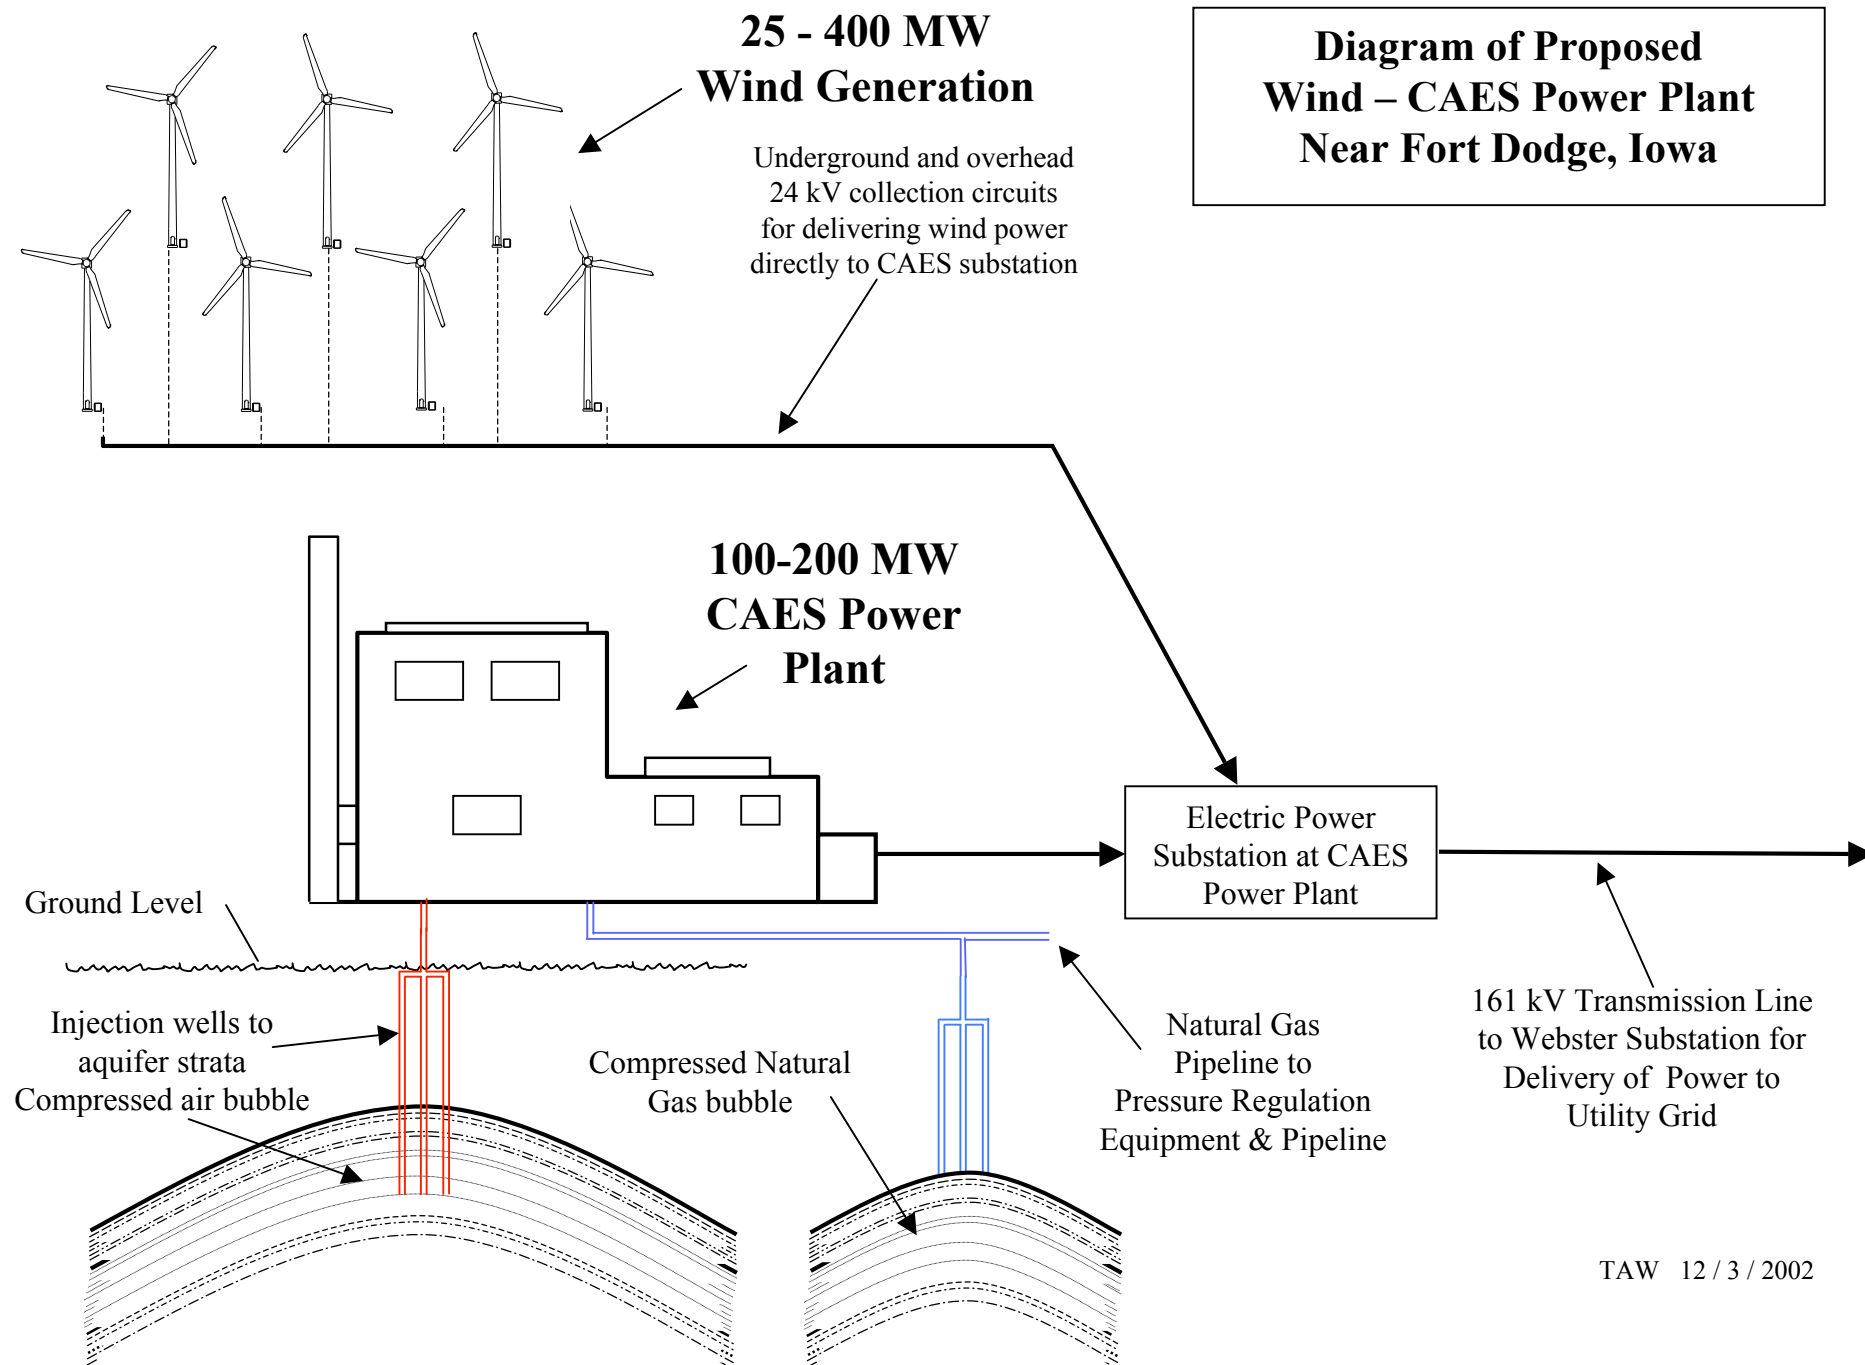 25 - 400 MW
Wind Generation
Diagram of Proposed
Wind – CAES Power Plant
Near Fort Dodge, Iowa
Underground and overhead
24 kV collection circuits
for delivering wind power
directly to CAES substation
100-200 MW
CAES Power
Plant
Electric Power
Substation at CAES
Power Plant
Ground Level
Injection wells to
aquifer strata
Compressed air bubble
Compressed Natural
Gas bubble
Natural Gas
Pipeline to
Pressure Regulation
Equipment & Pipeline
161 kV Transmission Line
to Webster Substation for
Delivery of Power to
Utility Grid
TAW 12 / 3 / 2002